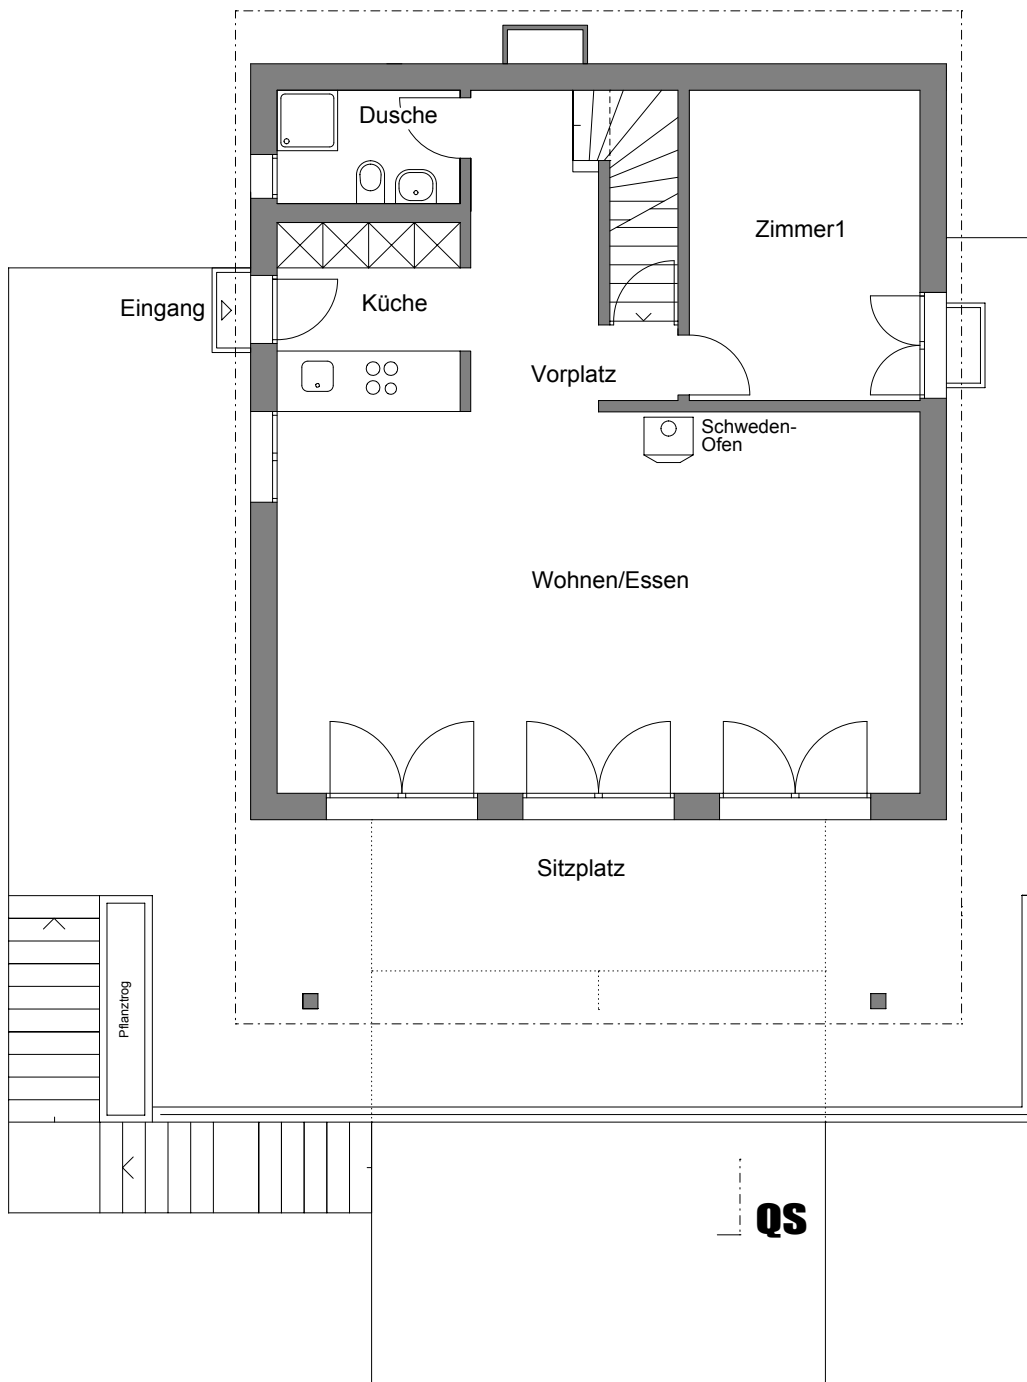 Dusche
Zimmer1
Eingang
Küche
Vorplatz
Schweden-
Ofen
Wohnen/Essen
Sitzplatz
Pflanztrog
QS